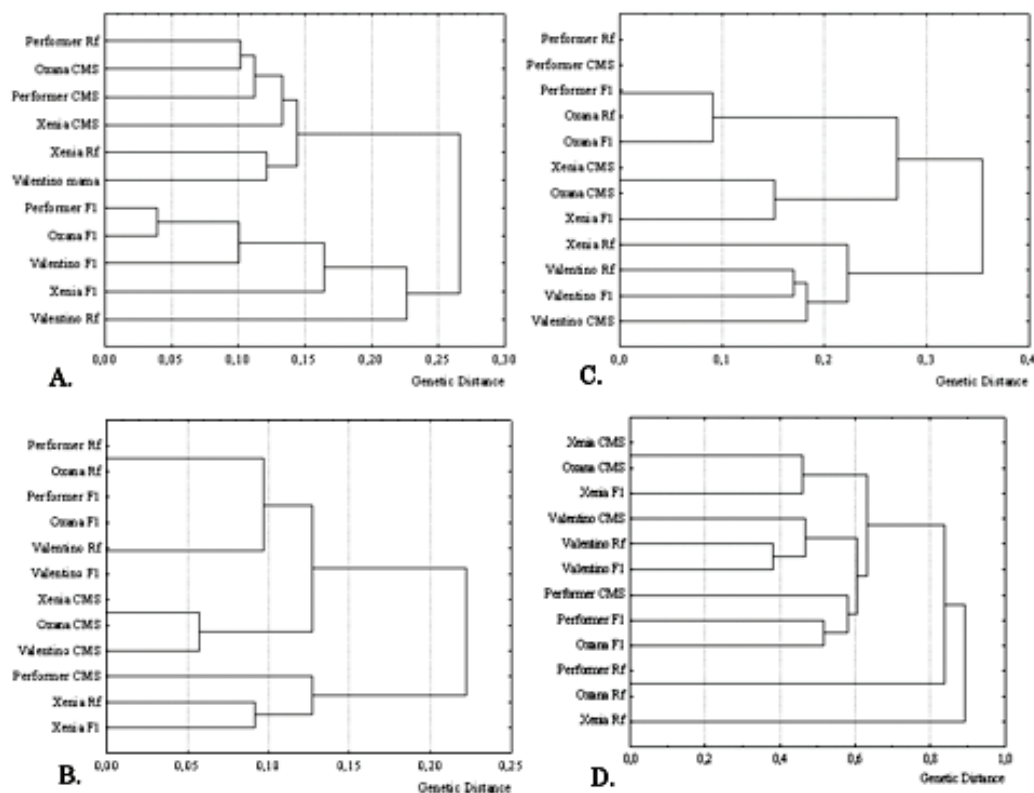 Performer Rf
Oxana CMS
Performer CMS
Xenia CMS
Xenia Rf
Valentino mama
Performer F1
Oxana F1
Valentino F1
Xenia F1
Valentino Rf
0,00 0,05 0,10 0,15 0,20 0,25 0,30
Genetic Distance
A.
Performer Rf
Performer CMS
Performer F1
Oxana Rf
Oxana F1
Xenia CMS
Oxana CMS
Xenia F1
Xenia Rf
Valentino Rf
Valentino F1
Valentino CMS
0,0 0,1 0,2 0,3 0,4
Genetic Distance
C.
Performer Rf
Oxana Rf
Performer F1
Oxana F1
Valentino Rf
Valentino F1
Xenia CMS
Oxana CMS
Valentino CMS
Performer CMS
Xenia Rf
Xenia F1
0,00 0,05 0,10 0,15 0,20 0,25
Genetic Distance
B.
Xenia CMS
Oxana CMS
Xenia F1
Valentino CMS
Valentino Rf
Valentino F1
Performer CMS
Performer F1
Oxana F1
Performer Rf
Oxana Rf
Xenia Rf
0,0 0,2 0,4 0,6 0,8 1,0
Genetic Distance
D.